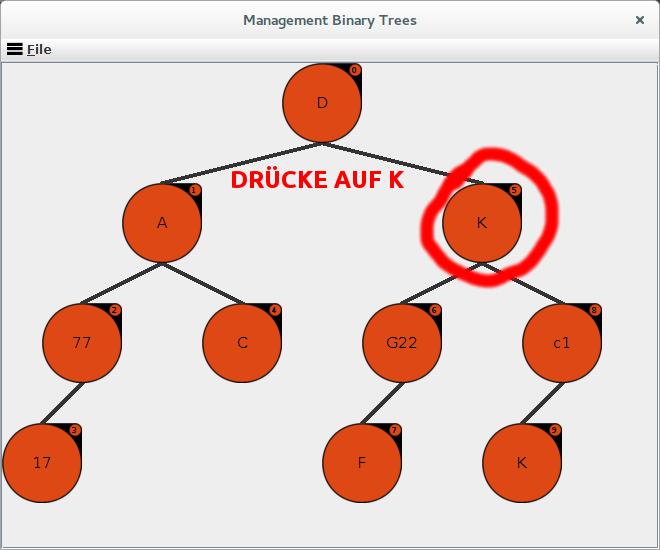 Management Binary Trees
File
0
D
DRÜCKE AUF K
1
A
5
K
2
77
4
C
6
G22
8
c1
3
17
7
F
9
K